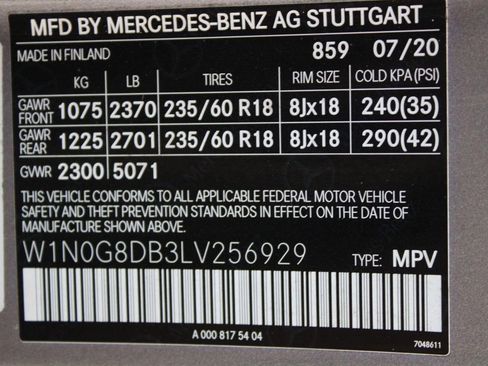 MFD BY MERCEDES-BENZ AG STUTTGART
MADE IN FINLAND 859 07/20
KG LB TIRES RIM SIZE COLD KPA (PSI)
GAWR FRONT 1075 2370 235/60 R18 8Jx18 240(35)
GAWR REAR 1225 2701 235/60 R18 8Jx18 290(42)
GVWR 2300 5071
THIS VEHICLE CONFORMS TO ALL APPLICABLE FEDERAL MOTOR VEHICLE
SAFETY AND THEFT PREVENTION STANDARDS IN EFFECT ON THE DATE OF
MANUFACTURE SHOWN ABOVE.
W1N0G8DB3LV256929 TYPE: MPV
A 000 817 54 04
7048611